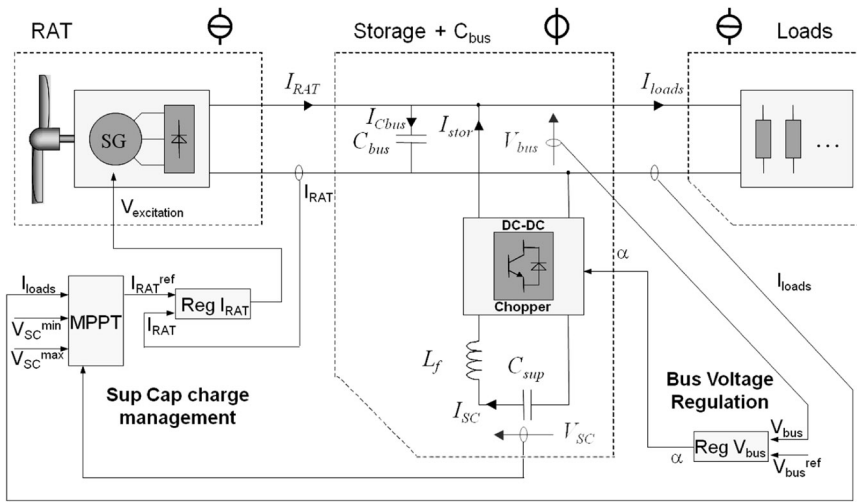 RAT
Storage + Cbus
Loads
IRAT
Iloads
ICbus
Istor
Cbus
Vbus
SG
...
IRAT
Vexcitation
DC-DC
Chopper
α
Iloads
Iloads
IRATref
MPPT
Reg IRAT
IRAT
VSCmin
VSCmax
Lf
Csup
Sup Cap charge
management
ISC
VSC
Bus Voltage
Regulation
Vbus
Reg Vbus
α
Vbusref